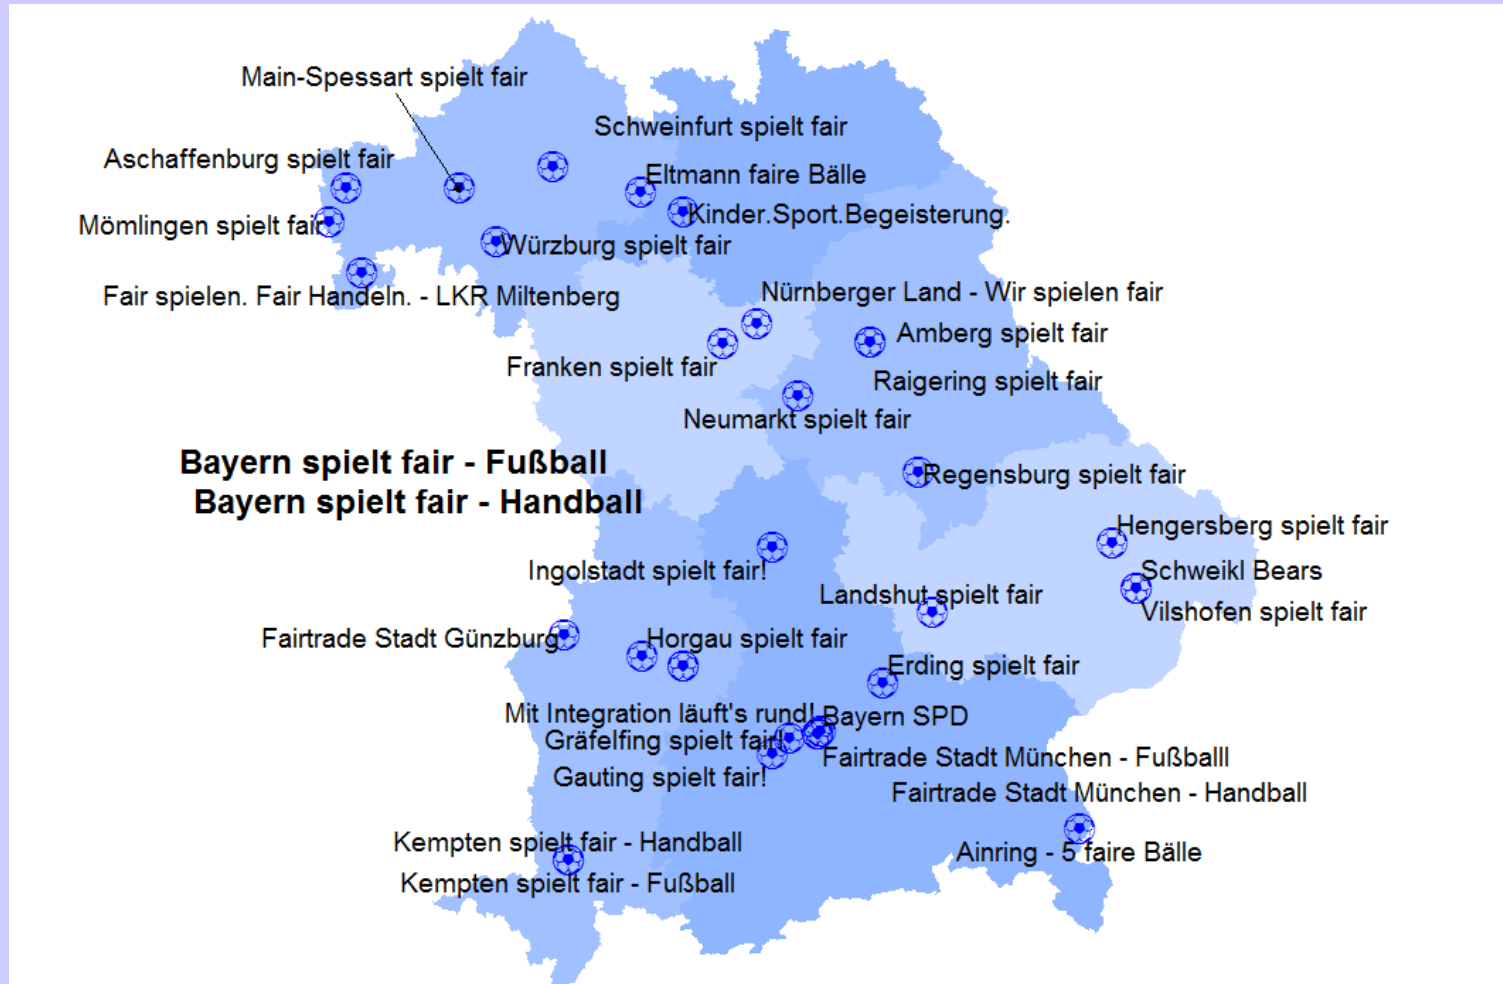 Main-Spessart spielt fair
Schweinfurt spielt fair
Aschaffenburg spielt fair
Eltmann faire Bälle
Kinder.Sport.Begeisterung.
Mömlingen spielt fair
Würzburg spielt fair
Fair spielen. Fair Handeln. - LKR Miltenberg
Nürnberger Land - Wir spielen fair
Amberg spielt fair
Franken spielt fair
Raigering spielt fair
Neumarkt spielt fair
Bayern spielt fair - Fußball
Bayern spielt fair - Handball
Regensburg spielt fair
Hengersberg spielt fair
Ingolstadt spielt fair!
Schweikl Bears
Landshut spielt fair
Vilshofen spielt fair
Fairtrade Stadt Günzburg
Horgau spielt fair
Erding spielt fair
Mit Integration läuft's rund!
Bayern SPD
Gräfelfing spielt fair!
Fairtrade Stadt München - Fußballl
Gauting spielt fair!
Fairtrade Stadt München - Handball
Kempten spielt fair - Handball
Ainring - 5 faire Bälle
Kempten spielt fair - Fußball